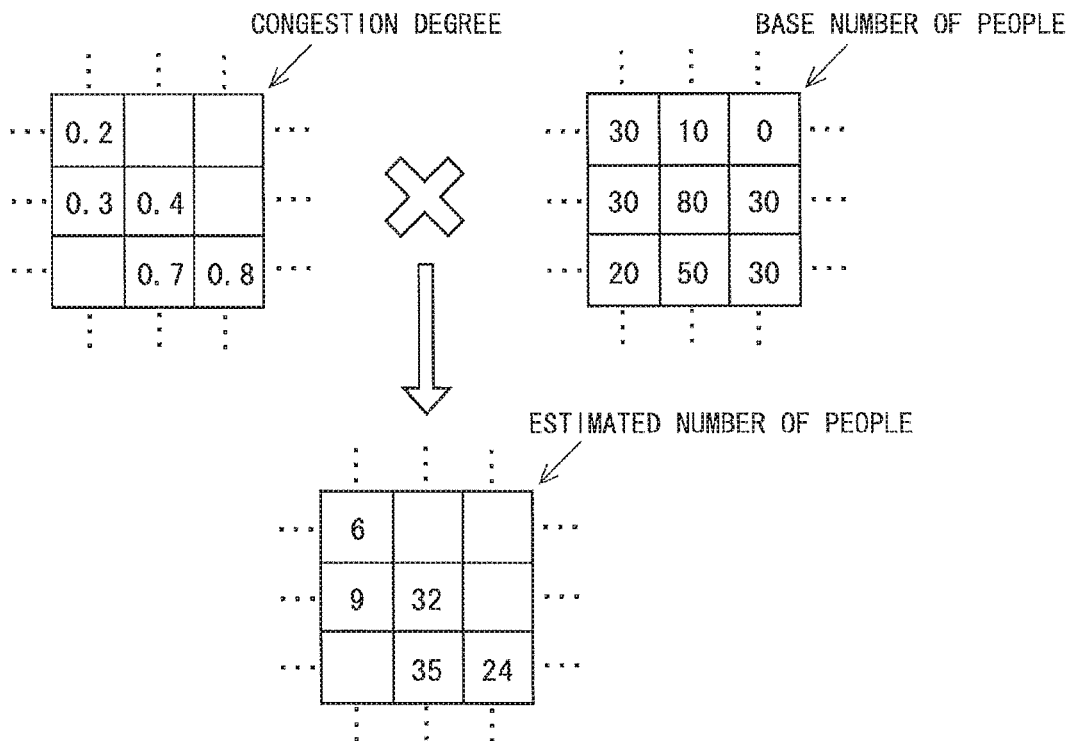 CONGESTION DEGREE
BASE NUMBER OF PEOPLE
0.2
0.3 0.4
0.7 0.8
30 10 0
30 80 30
20 50 30
ESTIMATED NUMBER OF PEOPLE
6
9 32
35 24